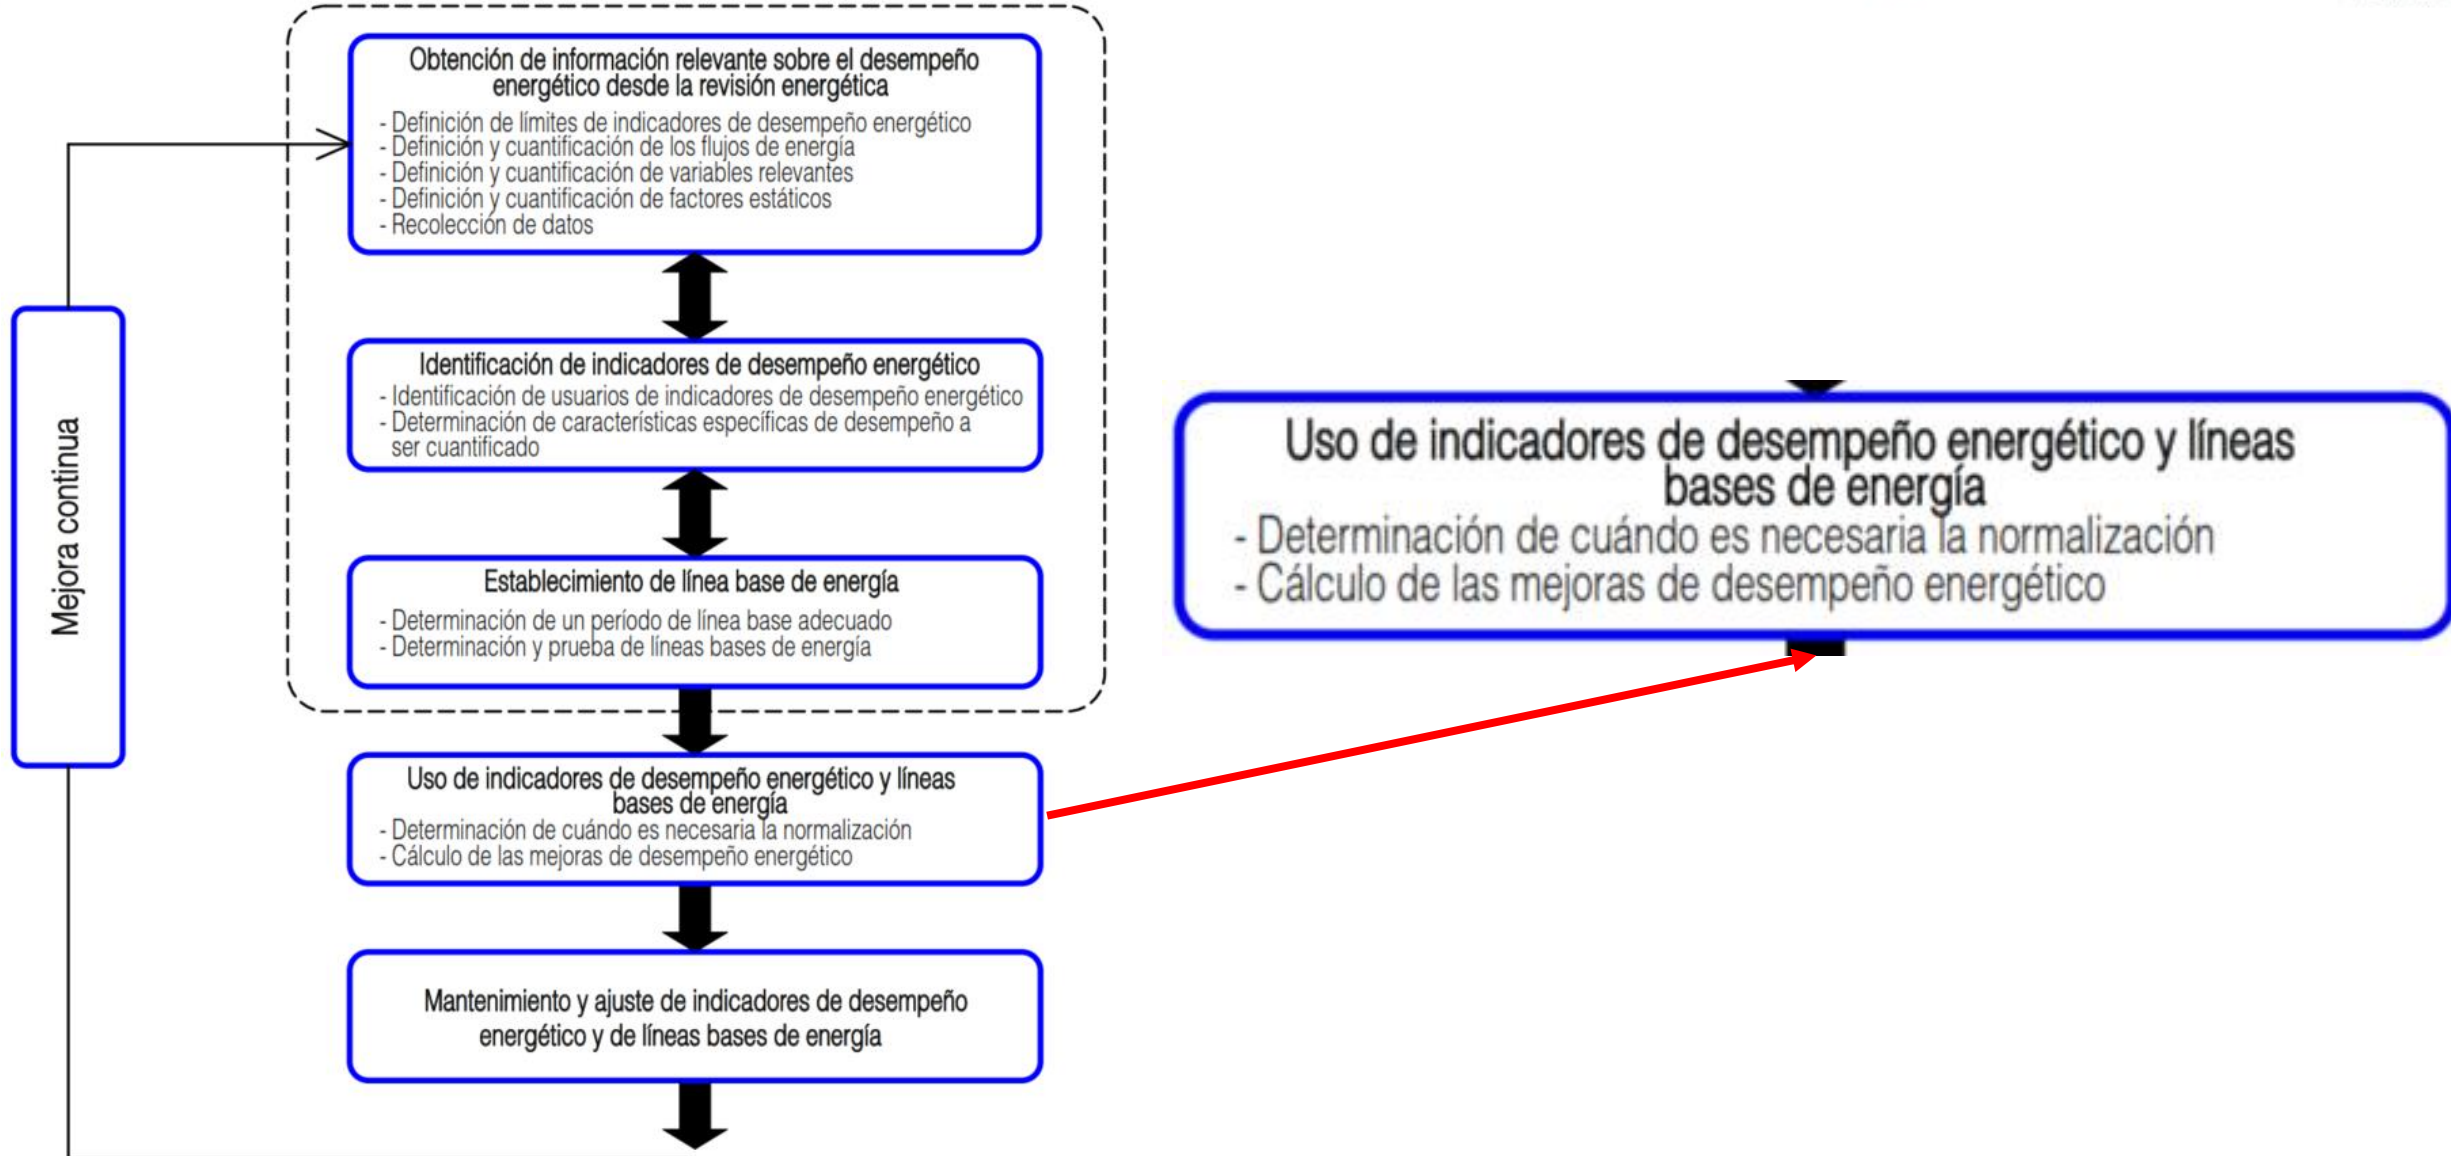 Obtención de información relevante sobre el desempeño
energético desde la revisión energética
- Definición de límites de indicadores de desempeño energético
- Definición y cuantificación de los flujos de energía
- Definición y cuantificación de variables relevantes
- Definición y cuantificación de factores estáticos
- Recolección de datos
Identificación de indicadores de desempeño energético
- Identificación de usuarios de indicadores de desempeño energético
- Determinación de características específicas de desempeño a
ser cuantificado
Establecimiento de línea base de energía
- Determinación de un período de línea base adecuado
- Determinación y prueba de líneas bases de energía
Uso de indicadores de desempeño energético y líneas
bases de energía
- Determinación de cuándo es necesaria la normalización
- Cálculo de las mejoras de desempeño energético
Mantenimiento y ajuste de indicadores de desempeño
energético y de líneas bases de energía
Mejora continua
Uso de indicadores de desempeño energético y líneas
bases de energía
- Determinación de cuándo es necesaria la normalización
- Cálculo de las mejoras de desempeño energético